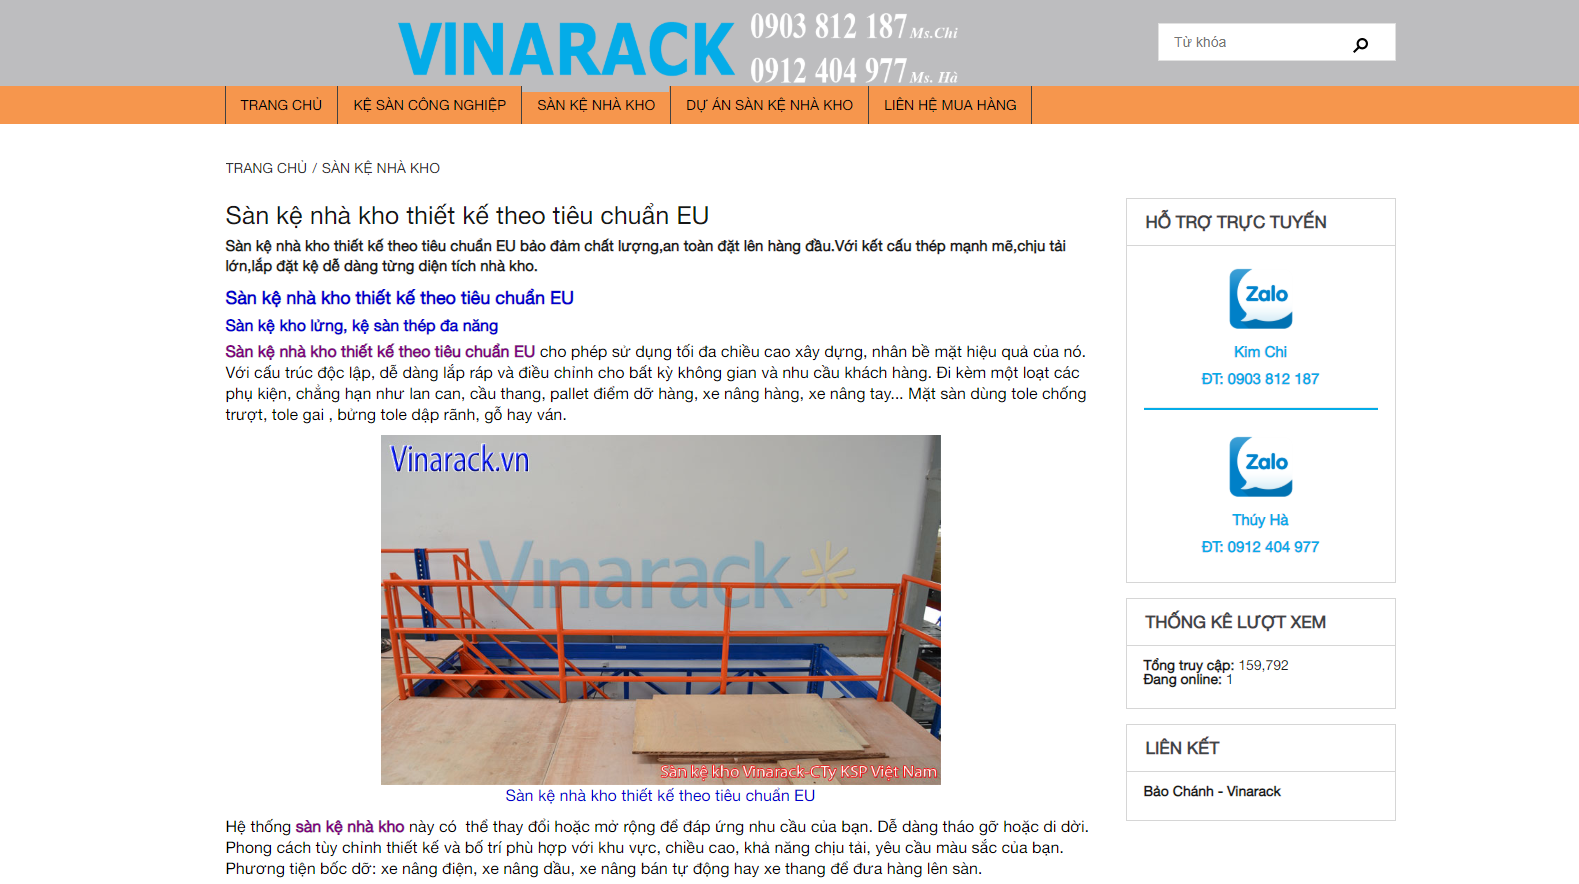 VINARACK
0903 812 187 Ms.Chi
0912 404 977 Ms. Hà
Từ khóa
TRANG CHỦ
KỆ SÀN CÔNG NGHIỆP
SÀN KỆ NHÀ KHO
DỰ ÁN SÀN KỆ NHÀ KHO
LIÊN HỆ MUA HÀNG
TRANG CHỦ / SÀN KỆ NHÀ KHO
Sàn kệ nhà kho thiết kế theo tiêu chuẩn EU
Sàn kệ nhà kho thiết kế theo tiêu chuẩn EU bảo đảm chất lượng,an toàn đặt lên hàng đầu.Với kết cấu thép mạnh mẽ,chịu tải
lớn,lắp đặt kệ dễ dàng từng diện tích nhà kho.
Sàn kệ nhà kho thiết kế theo tiêu chuẩn EU
Sàn kệ kho lửng, kệ sàn thép đa năng
Sàn kệ nhà kho thiết kế theo tiêu chuẩn EU cho phép sử dụng tối đa chiều cao xây dựng, nhân bề mặt hiệu quả của nó.
Với cấu trúc độc lập, dễ dàng lắp ráp và điều chỉnh cho bất kỳ không gian và nhu cầu khách hàng. Đi kèm một loạt các
phụ kiện, chẳng hạn như lan can, cầu thang, pallet điểm dỡ hàng, xe nâng hàng, xe nâng tay... Mặt sàn dùng tole chống
trượt, tole gai , bửng tole dập rãnh, gỗ hay ván.
Vinarack.vn
Vinarack
Sàn kệ kho Vinarack-CTy KSP Việt Nam
Sàn kệ nhà kho thiết kế theo tiêu chuẩn EU
Hệ thống sàn kệ nhà kho này có  thể thay đổi hoặc mở rộng để đáp ứng nhu cầu của bạn. Dễ dàng tháo gỡ hoặc di dời.
Phong cách tùy chỉnh thiết kế và bố trí phù hợp với khu vực, chiều cao, khả năng chịu tải, yêu cầu màu sắc của bạn.
Phương tiện bốc dỡ: xe nâng điện, xe nâng dầu, xe nâng bán tự động hay xe thang để đưa hàng lên sàn.
HỖ TRỢ TRỰC TUYẾN
Zalo
Kim Chi
ĐT: 0903 812 187
Zalo
Thúy Hà
ĐT: 0912 404 977
THỐNG KÊ LƯỢT XEM
Tổng truy cập: 159,792
Đang online: 1
LIÊN KẾT
Bảo Chánh - Vinarack